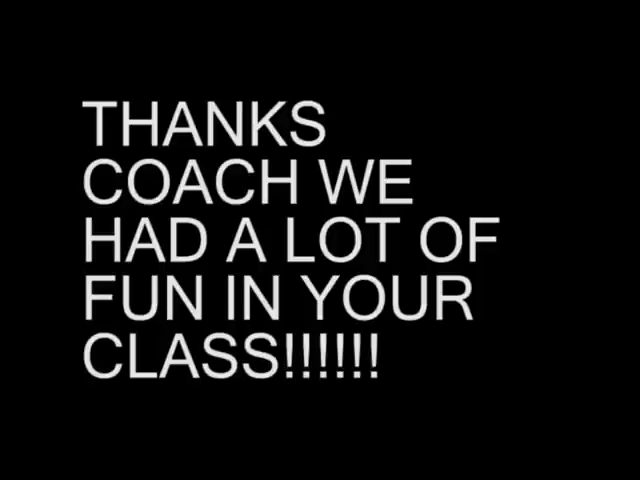 THANKS
COACH WE
HAD A LOT OF
FUN IN YOUR
CLASS!!!!!!